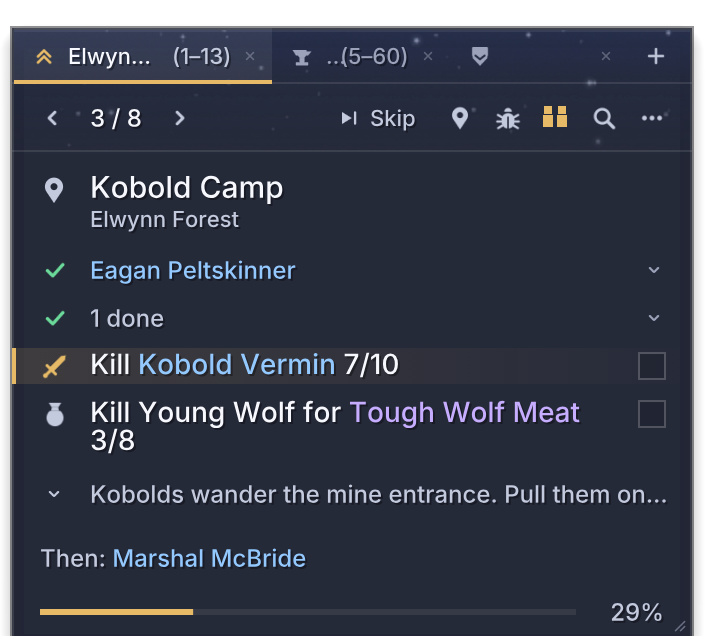 Elwyn... (1–13) × ..(5–60) × × +
< 3 / 8 > Skip ...
Kobold Camp
Elwynn Forest
Eagan Peltskinner
1 done
Kill Kobold Vermin 7/10
Kill Young Wolf for Tough Wolf Meat
3/8
Kobolds wander the mine entrance. Pull them on...
Then: Marshal McBride
29%